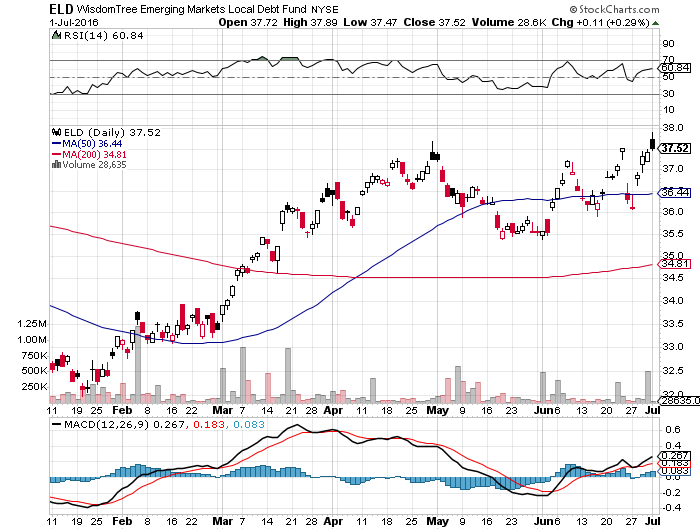 ELD WisdomTree Emerging Markets Local Debt Fund NYSE © StockCharts.com
1-Jul-2016 Open 37.72 High 37.89 Low 37.47 Close 37.52 Volume 28.6K Chg +0.11 (+0.29%)
RSI(14) 60.84
90
70
60.84
50
30
10
ELD (Daily) 37.52
MA(50) 36.44
MA(200) 34.81
Volume 28,635
38.0
37.52
37.0
36.44
36.0
35.5
35.0
34.81
34.5
34.0
33.5
33.0
32.5
32.0
1.25M
1.00M
750K
500K
250K
28635.0
11 19 25 Feb 8 16 22 Mar 7 14 21 28 Apr 11 18 25 May 9 16 23 Jun 6 13 20 27 Jul
MACD(12,26,9) 0.267, 0.183, 0.083
0.6
0.4
0.267
0.183
0.083
0.0
-0.2
-0.4
11 19 25 Feb 8 16 22 Mar 7 14 21 28 Apr 11 18 25 May 9 16 23 Jun 6 13 20 27 Jul